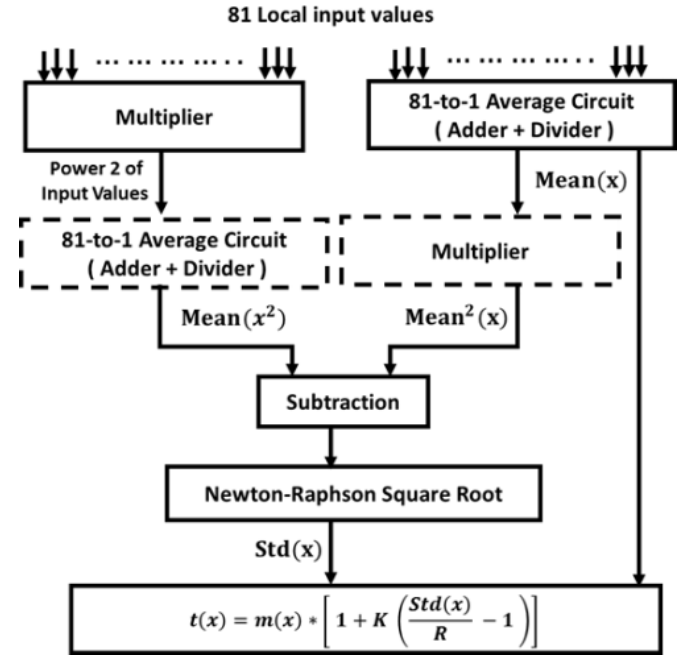 81 Local input values
... ... ... .. ..
... ... ... .. ..
Multiplier
81-to-1 Average Circuit
( Adder + Divider )
Power 2 of
Input Values
Mean(x)
81-to-1 Average Circuit
( Adder + Divider )
Multiplier
Mean(x²)
Mean²(x)
Subtraction
Newton-Raphson Square Root
Std(x)
t(x) = m(x) * [ 1 + K ( Std(x) / R − 1 ) ]